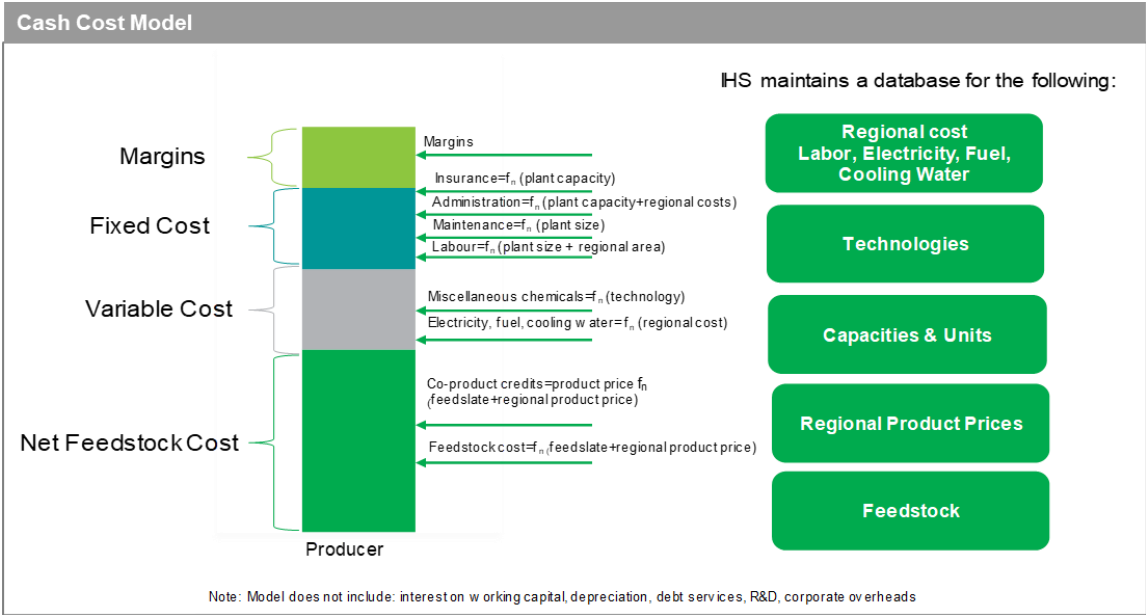 Cash Cost Model
IHS maintains a database for the following:
Margins
Fixed Cost
Variable Cost
Net Feedstock Cost
Margins
Insurance=fn (plant capacity)
Administration=fn (plant capacity+regional costs)
Maintenance=fn (plant size)
Labour=fn (plant size + regional area)
Miscellaneous chemicals=fn (technology)
Electricity, fuel, cooling water=fn (regional cost)
Co-product credits=product price fn
(feedslate+regional product price)
Feedstock cost=fn (feedslate+regional product price)
Producer
Regional cost
Labor, Electricity, Fuel,
Cooling Water
Technologies
Capacities & Units
Regional Product Prices
Feedstock
Note: Model does not include: interest on working capital, depreciation, debt services, R&D, corporate overheads